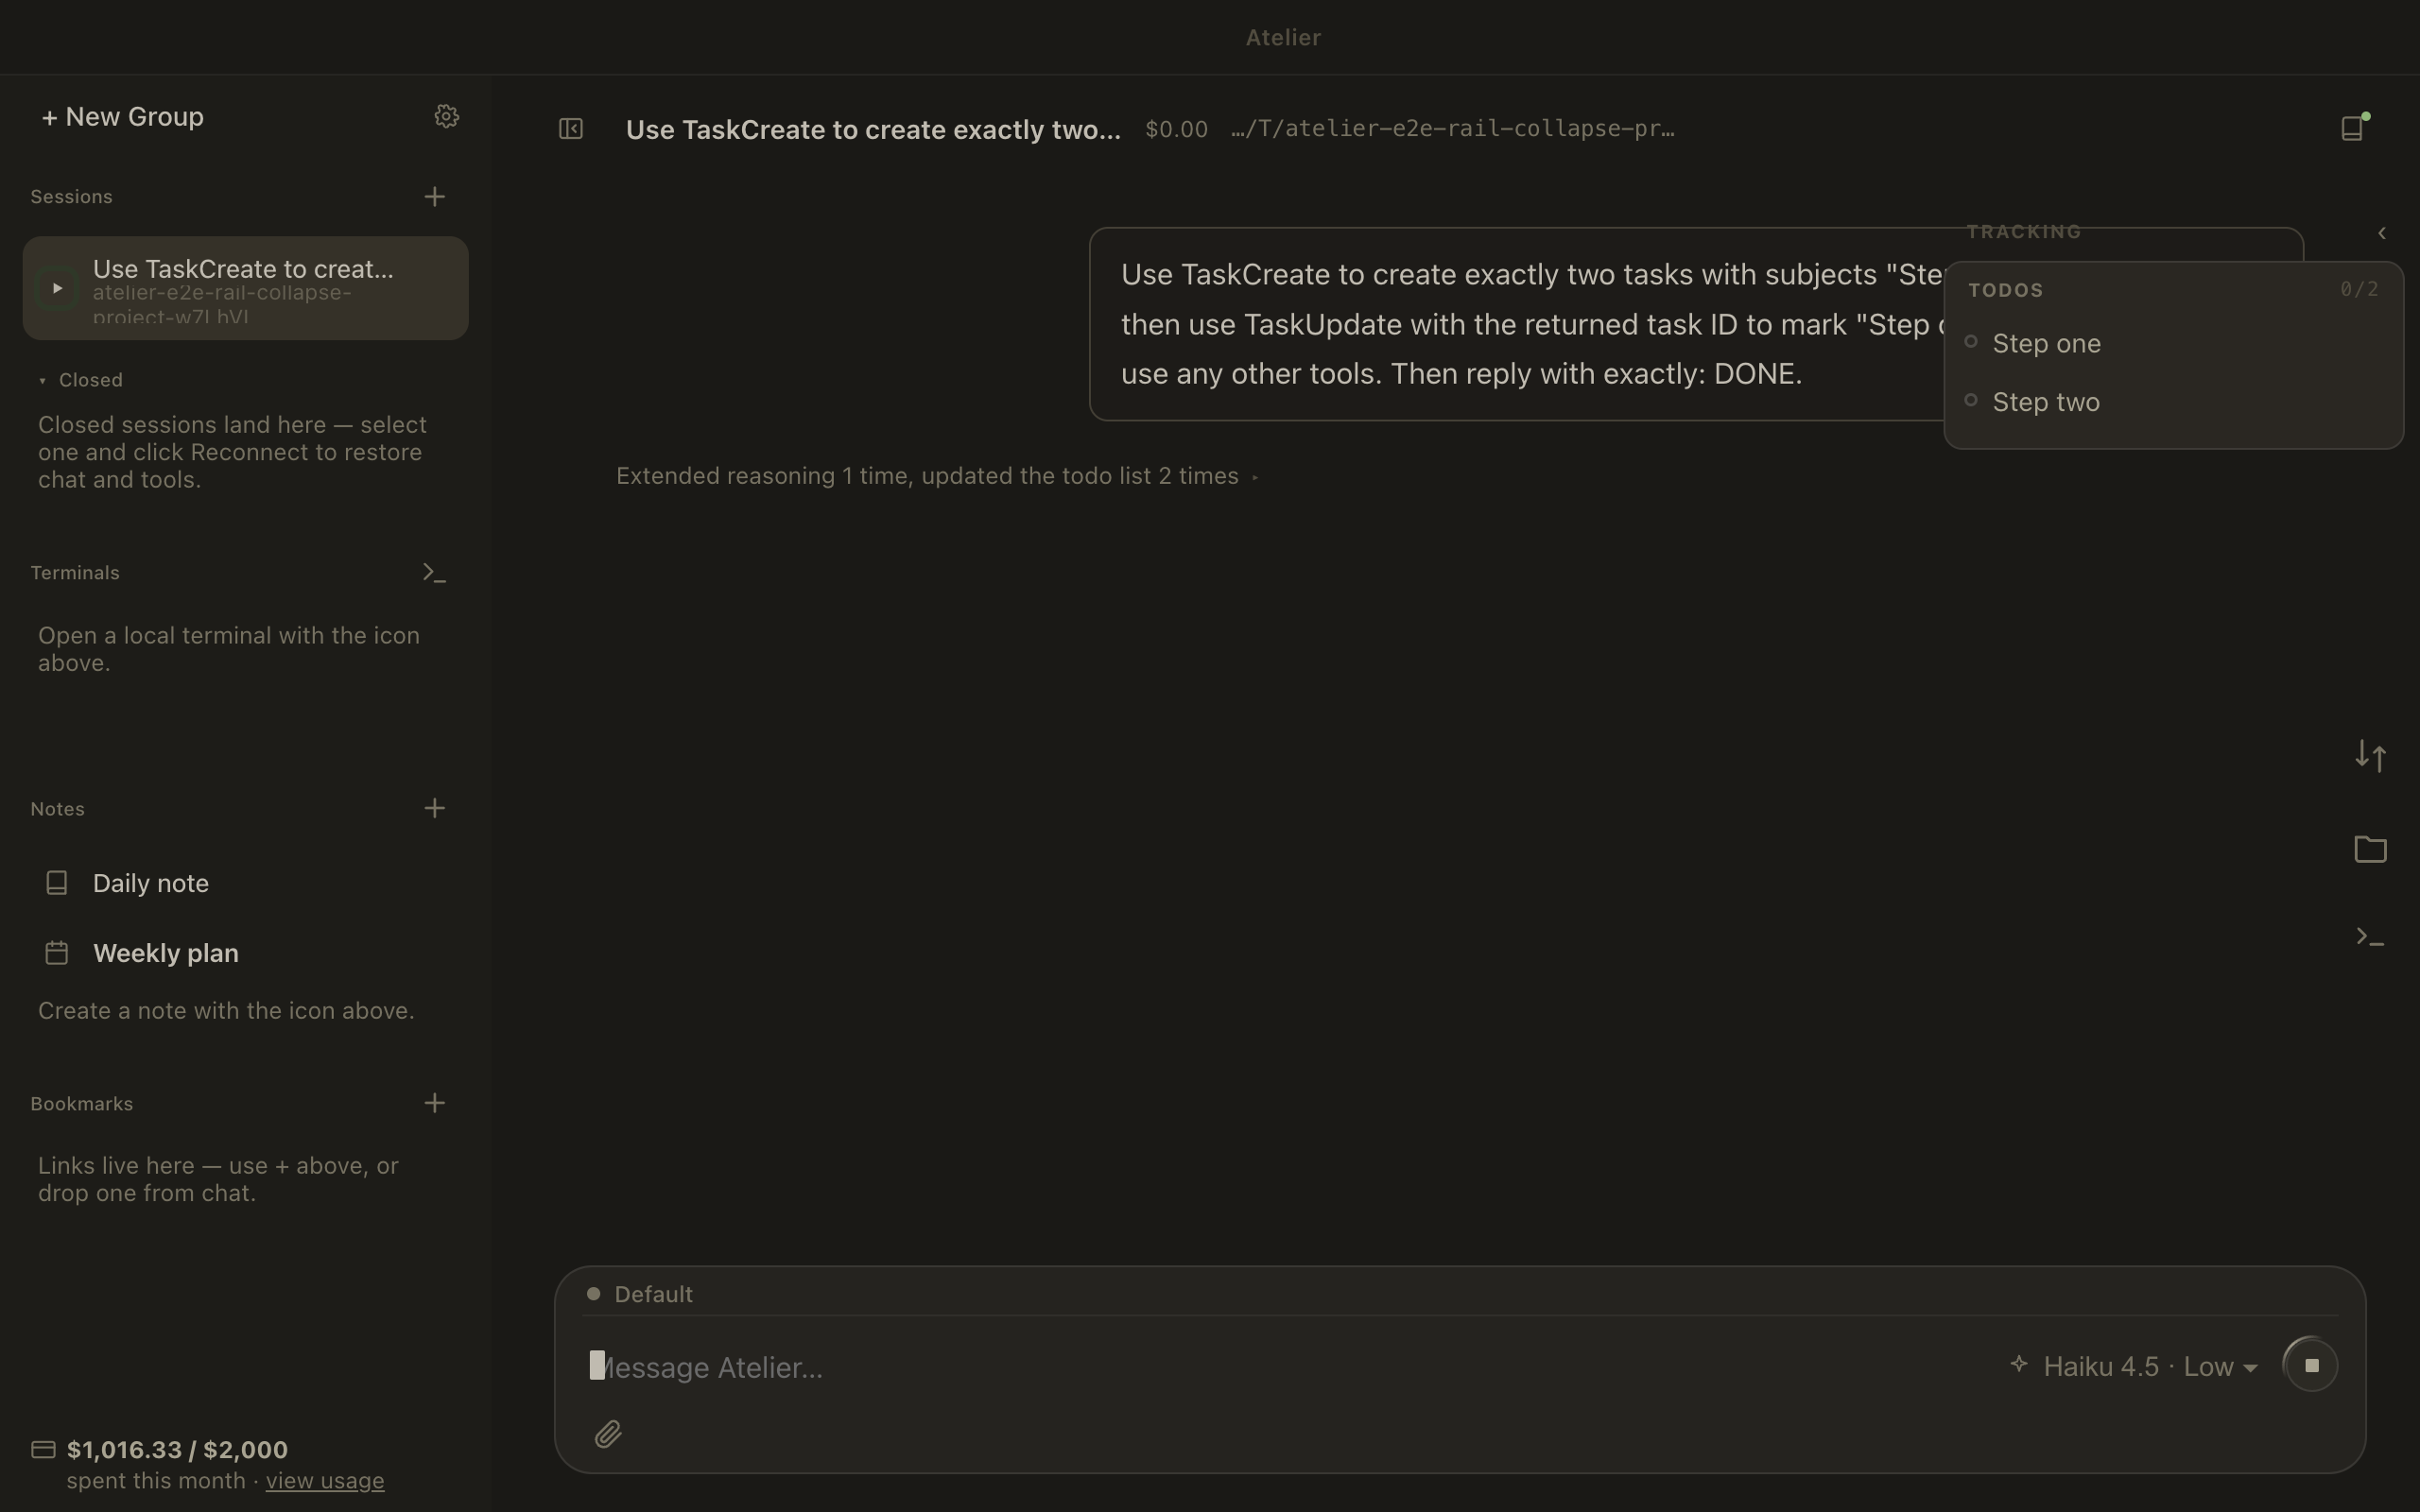 Atelier
+ New Group
Sessions
Use TaskCreate to creat...
atelier-e2e-rail-collapse-
Closed
Closed sessions land here — select
one and click Reconnect to restore
chat and tools.
Terminals
Open a local terminal with the icon
above.
Notes
Daily note
Weekly plan
Create a note with the icon above.
Bookmarks
Links live here — use + above, or
drop one from chat.
$1,016.33 / $2,000
spent this month · view usage
Use TaskCreate to create exactly two... $0.00 …/T/atelier-e2e-rail-collapse-pr…
TRACKING
Use TaskCreate to create exactly two tasks with subjects "Step
then use TaskUpdate with the returned task ID to mark "Step
use any other tools. Then reply with exactly: DONE.
TODOS 0/2
Step one
Step two
Extended reasoning 1 time, updated the todo list 2 times
Default
Message Atelier...
Haiku 4.5 · Low